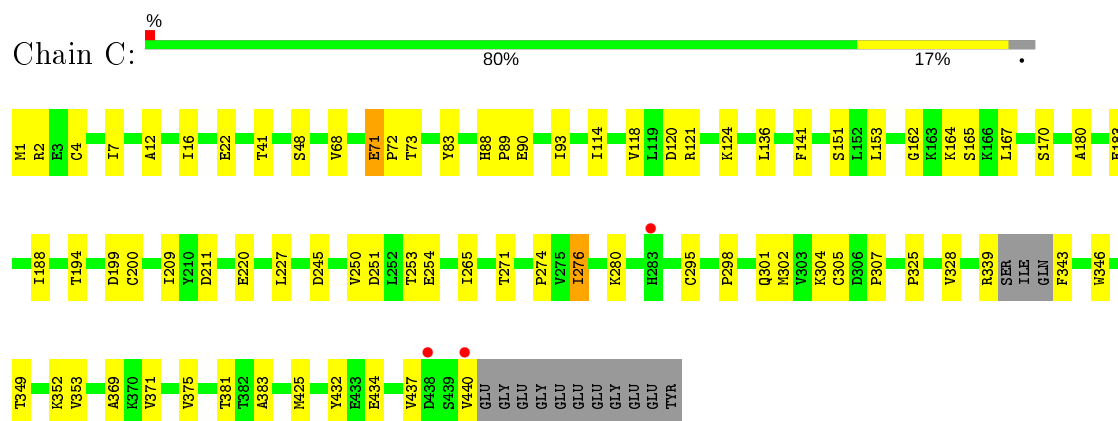 %
Chain C:
80% 17% •
M1 R2 E3 C4 I7 A12 I16 E22 T41 S48 V68 E71 P72 T73 Y83 H88 P89 E90 I93 I114 V118 L119 D120 R121 K124 L136 F141 S151 L152 L153 G162 K163 K164 S165 K166 L167 S170 A180 E183
I188 T194 D199 C200 I209 Y210 D211 E220 L227 D245 V250 D251 L252 T253 E254 I265 T271 P274 V275 I276 K280 H283 C295 P298 Q301 M302 V303 K304 C305 D306 P307 P325 V328 R339 SER ILE GLN F343 W346
T349 K352 V353 A369 K370 V371 V375 T381 T382 A383 M425 Y432 E433 E434 V437 D438 S439 V440 GLU GLY GLU GLY GLU GLU GLU GLY GLU GLU TYR